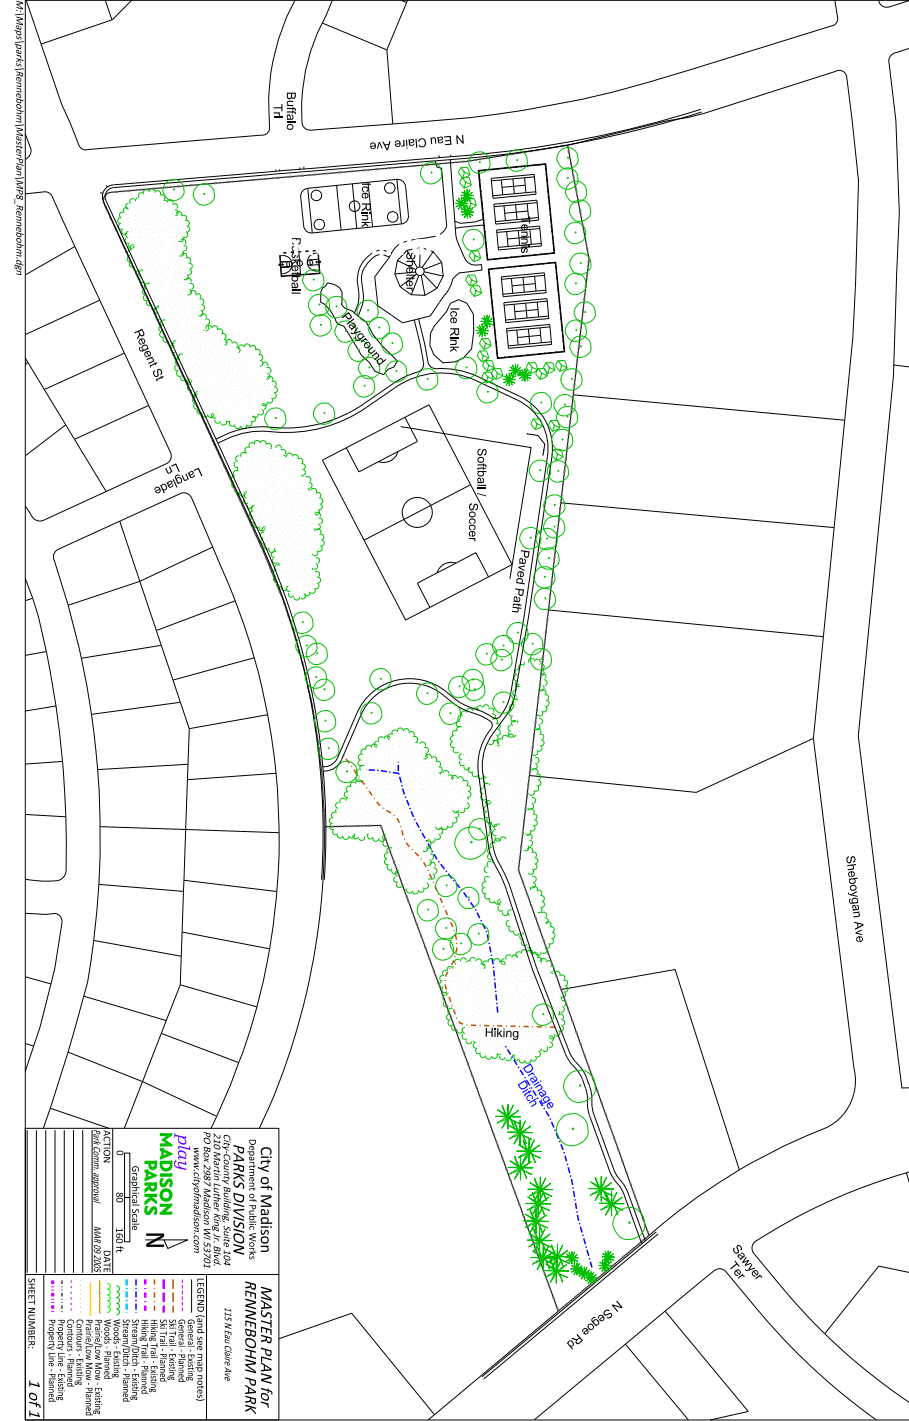 M:\Maps\parks\Rennebohm\MasterPlan\MP8_Rennebohm.dgn
Buffalo
Trl
N Eau Claire Ave
Ice Rink
Tennis
Shelter
Ice Rink
Playground
Regent St
Langlade
Ln
Softball /
Soccer
Paved Path
Sheboygan Ave
Hiking
Drainage
Ditch
Sawyer
Ter
N Segoe Rd
City of Madison
Department of Public Works
PARKS DIVISION
City-County Building, Suite 104
210 Martin Luther King Jr. Blvd.
PO Box 2987 Madison WI 53701
www.cityofmadison.com
play
MADISON
PARKS
N
Graphical Scale
0 80 160 ft
ACTION DATE
Park Comm. approval MAR 09 2005
MASTER PLAN for
RENNEBOHM PARK
115 N Eau Claire Ave
LEGEND (and see map notes)
General - Existing
General - Planned
Ski Trail - Existing
Ski Trail - Planned
Hiking Trail - Existing
Hiking Trail - Planned
Stream/Ditch - Existing
Stream/Ditch - Planned
Woods - Existing
Woods - Planned
Prairie/Low Mow - Existing
Prairie/Low Mow - Planned
Contours - Existing
Contours - Planned
Property Line - Existing
Property Line - Planned
SHEET NUMBER: 1 of 1